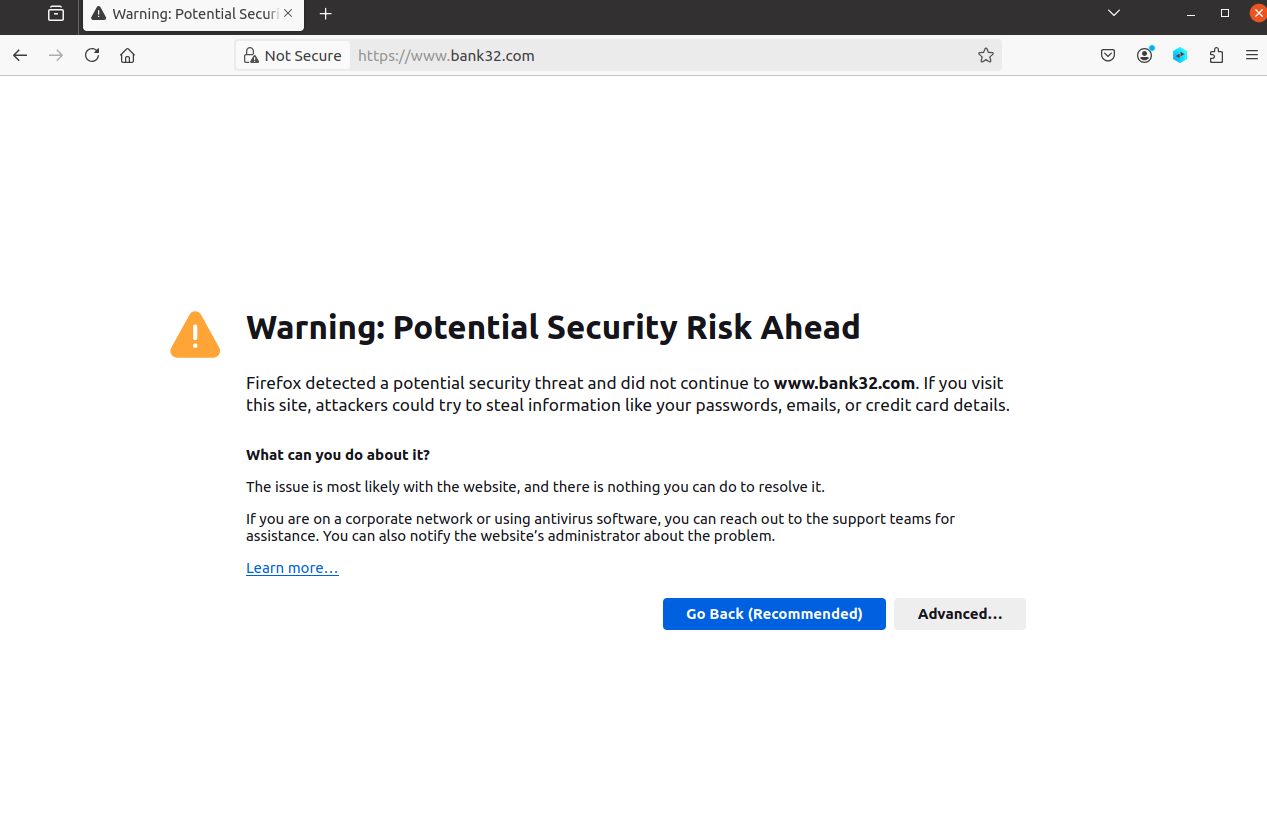 Warning: Potential Securi
Not Secure https://www.bank32.com
Warning: Potential Security Risk Ahead
Firefox detected a potential security threat and did not continue to www.bank32.com. If you visit
this site, attackers could try to steal information like your passwords, emails, or credit card details.
What can you do about it?
The issue is most likely with the website, and there is nothing you can do to resolve it.
If you are on a corporate network or using antivirus software, you can reach out to the support teams for
assistance. You can also notify the website’s administrator about the problem.
Learn more…
Go Back (Recommended) Advanced…